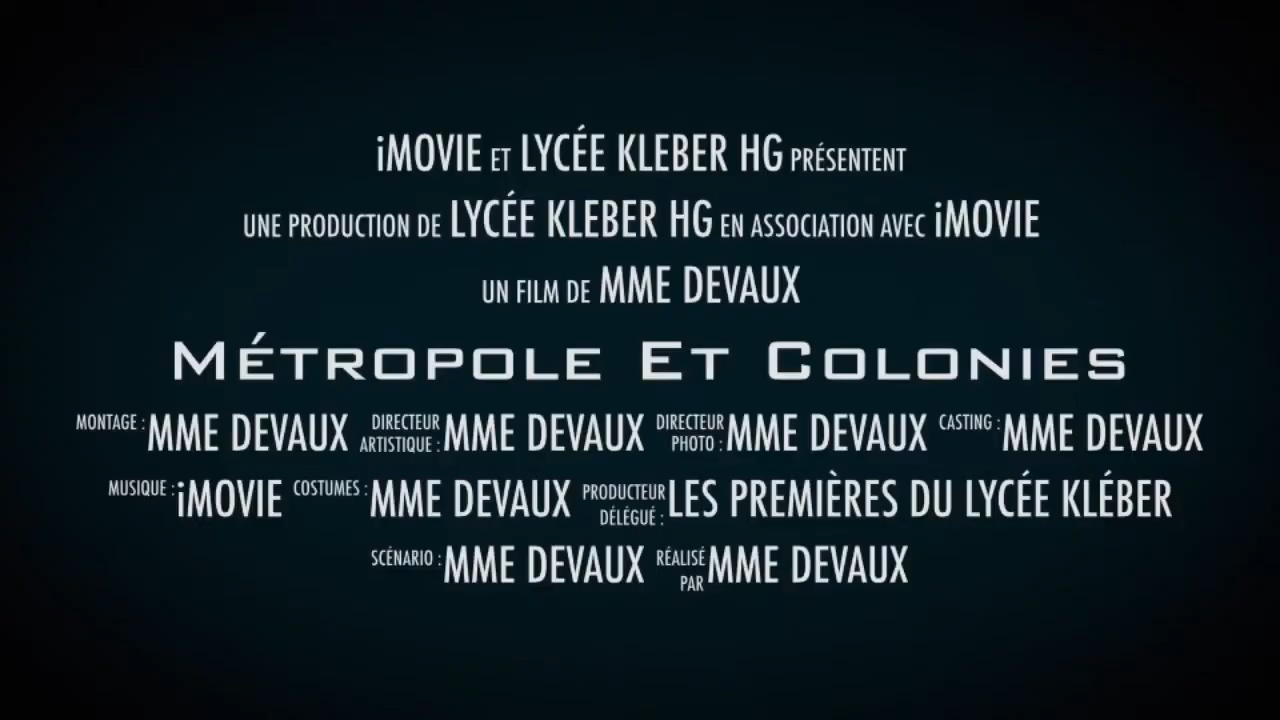 iMOVIE ET LYCÉE KLEBER HG PRÉSENTENT
UNE PRODUCTION DE LYCÉE KLEBER HG EN ASSOCIATION AVEC iMOVIE
UN FILM DE MME DEVAUX
MÉTROPOLE ET COLONIES
MONTAGE : MME DEVAUX DIRECTEUR ARTISTIQUE : MME DEVAUX DIRECTEUR PHOTO : MME DEVAUX CASTING : MME DEVAUX
MUSIQUE : iMOVIE COSTUMES : MME DEVAUX PRODUCTEUR DÉLÉGUÉ : LES PREMIÈRES DU LYCÉE KLÉBER
SCÉNARIO : MME DEVAUX RÉALISÉ PAR MME DEVAUX